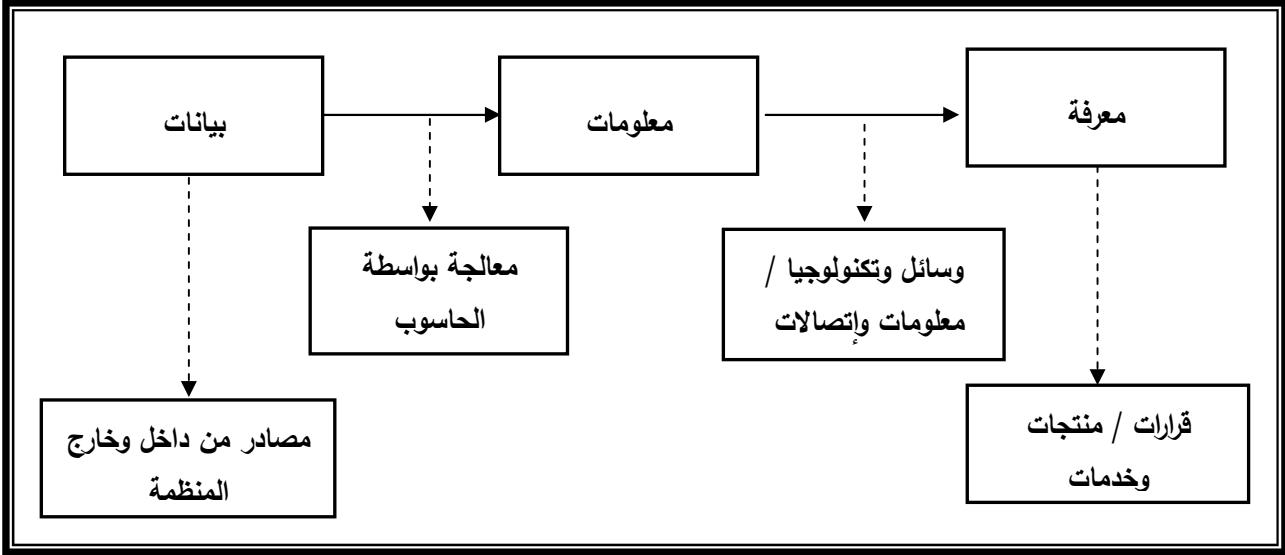 بيانات
معلومات
معرفة
معالجة بواسطة
الحاسوب
وسائل وتكنولوجيا /
معلومات وإتصالات
مصادر من داخل وخارج
المنظمة
قرارات / منتجات
وخدمات